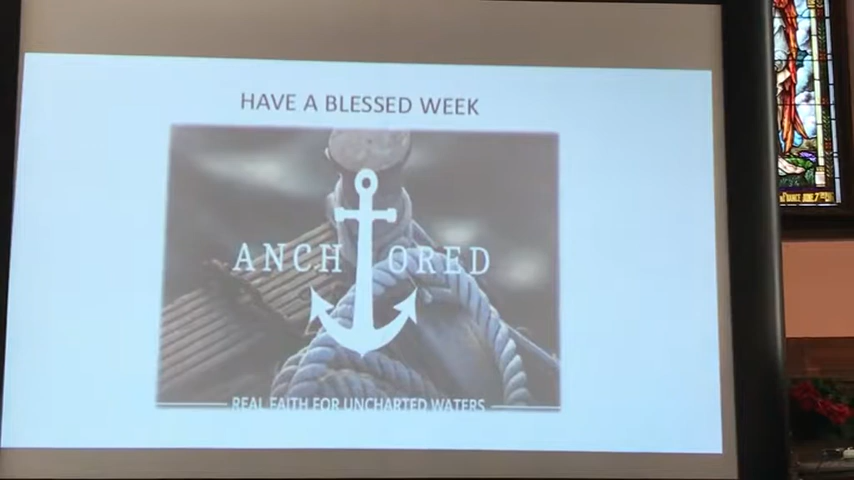 HAVE A BLESSED WEEK
ANCHORED
REAL FAITH FOR UNCHARTED WATERS